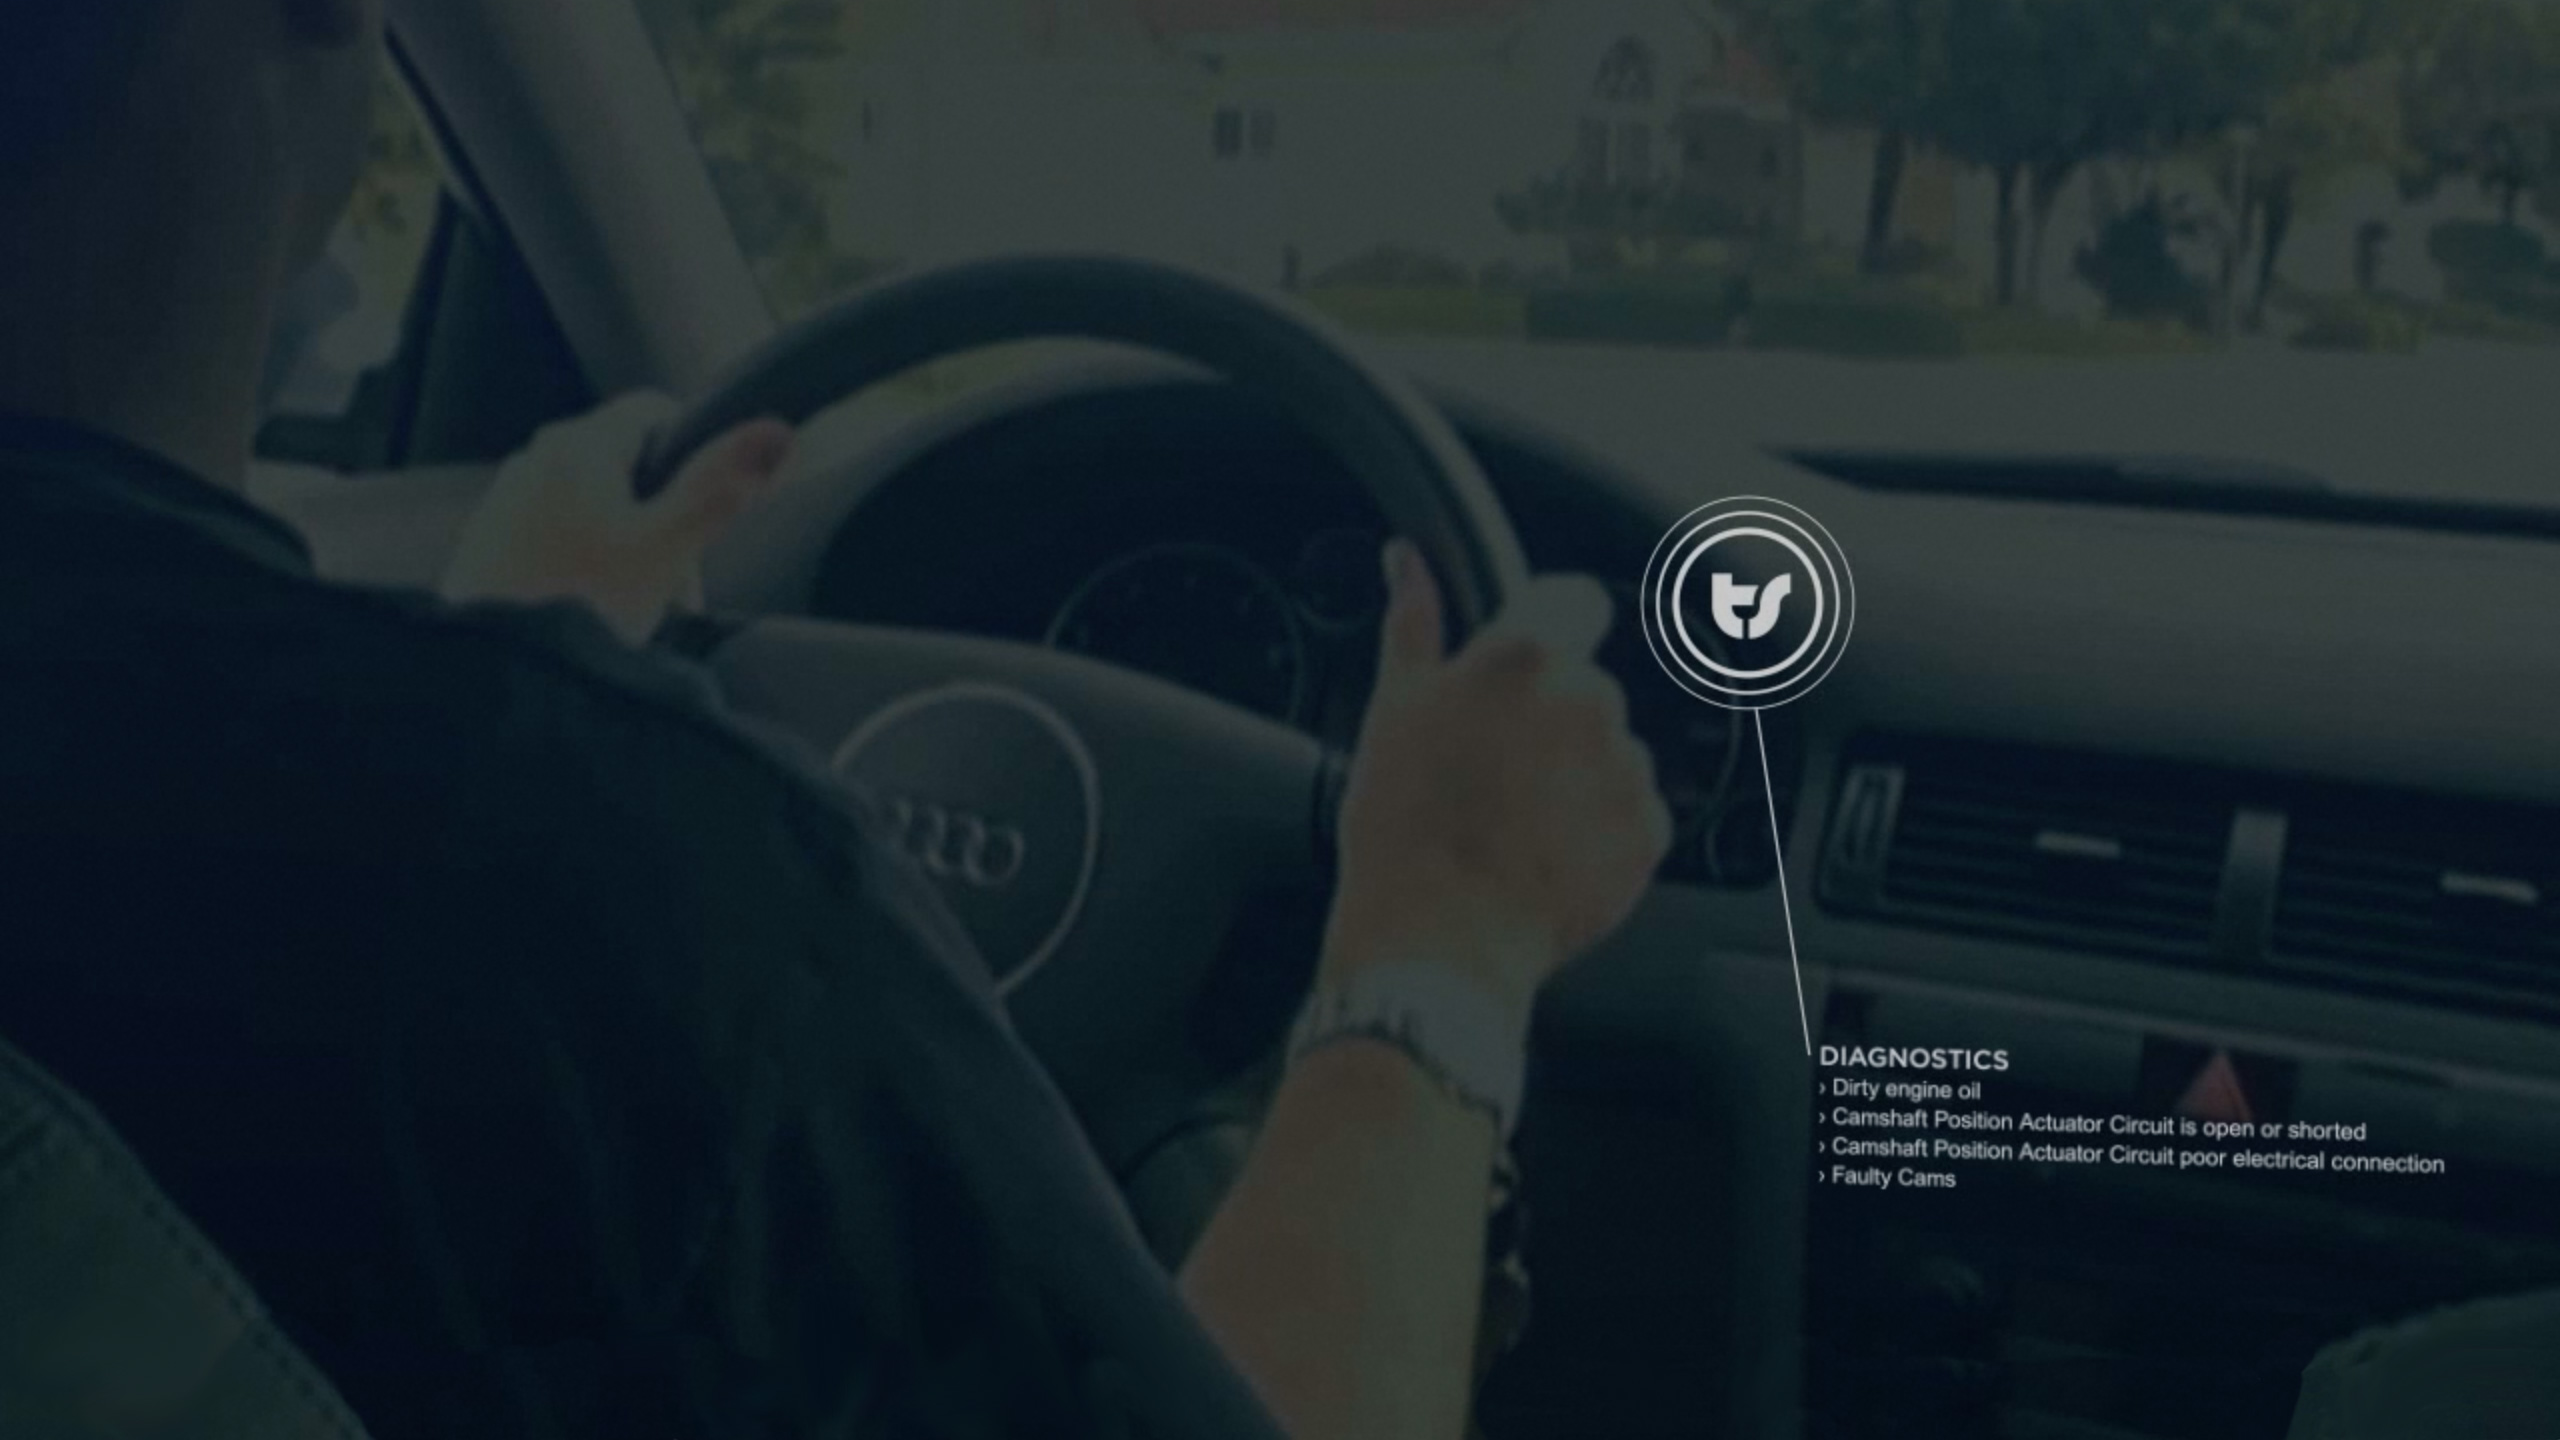 ts
DIAGNOSTICS
› Dirty engine oil
› Camshaft Position Actuator Circuit is open or shorted
› Camshaft Position Actuator Circuit poor electrical connection
› Faulty Cams